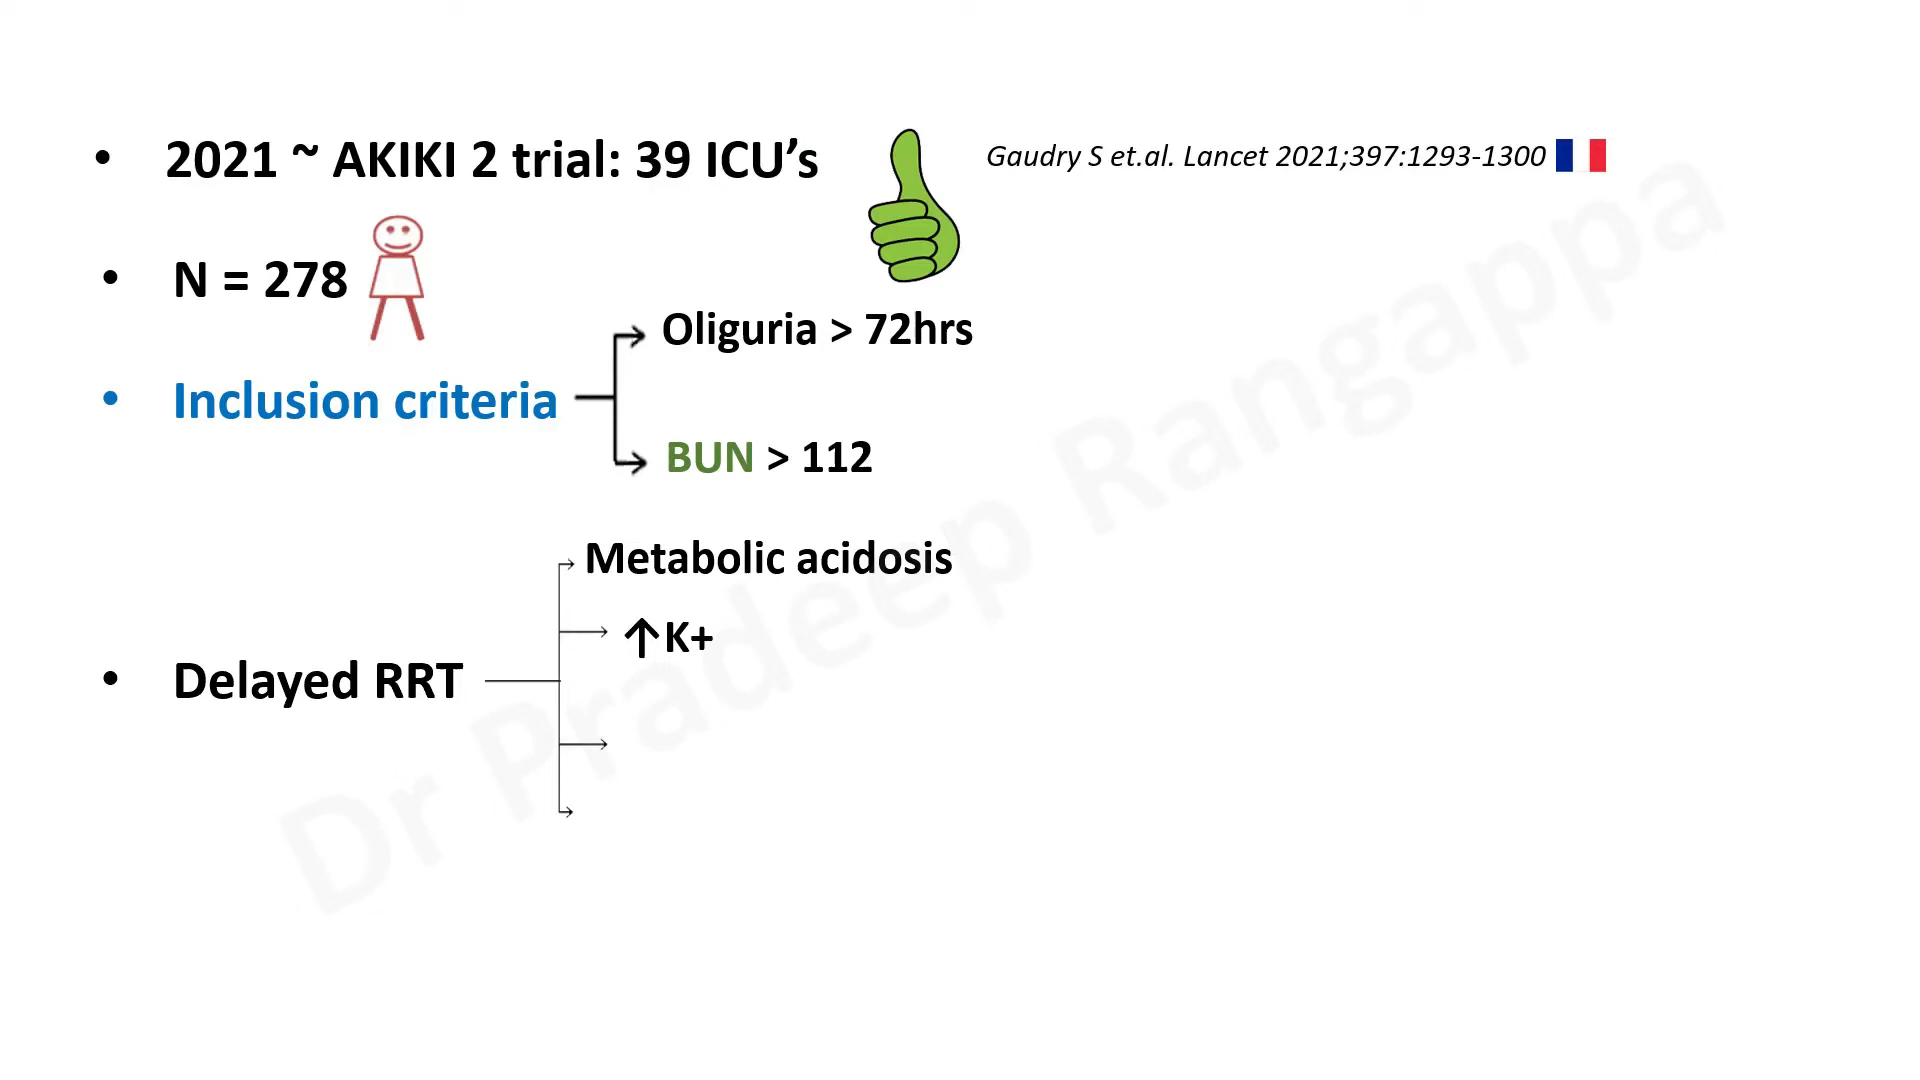 • 2021 ~ AKIKI 2 trial: 39 ICU’s
Gaudry S et.al. Lancet 2021;397:1293-1300
• N = 278
• Inclusion criteria
Oliguria > 72hrs
BUN > 112
• Delayed RRT
Metabolic acidosis
↑K+
Dr Pradeep Rangappa